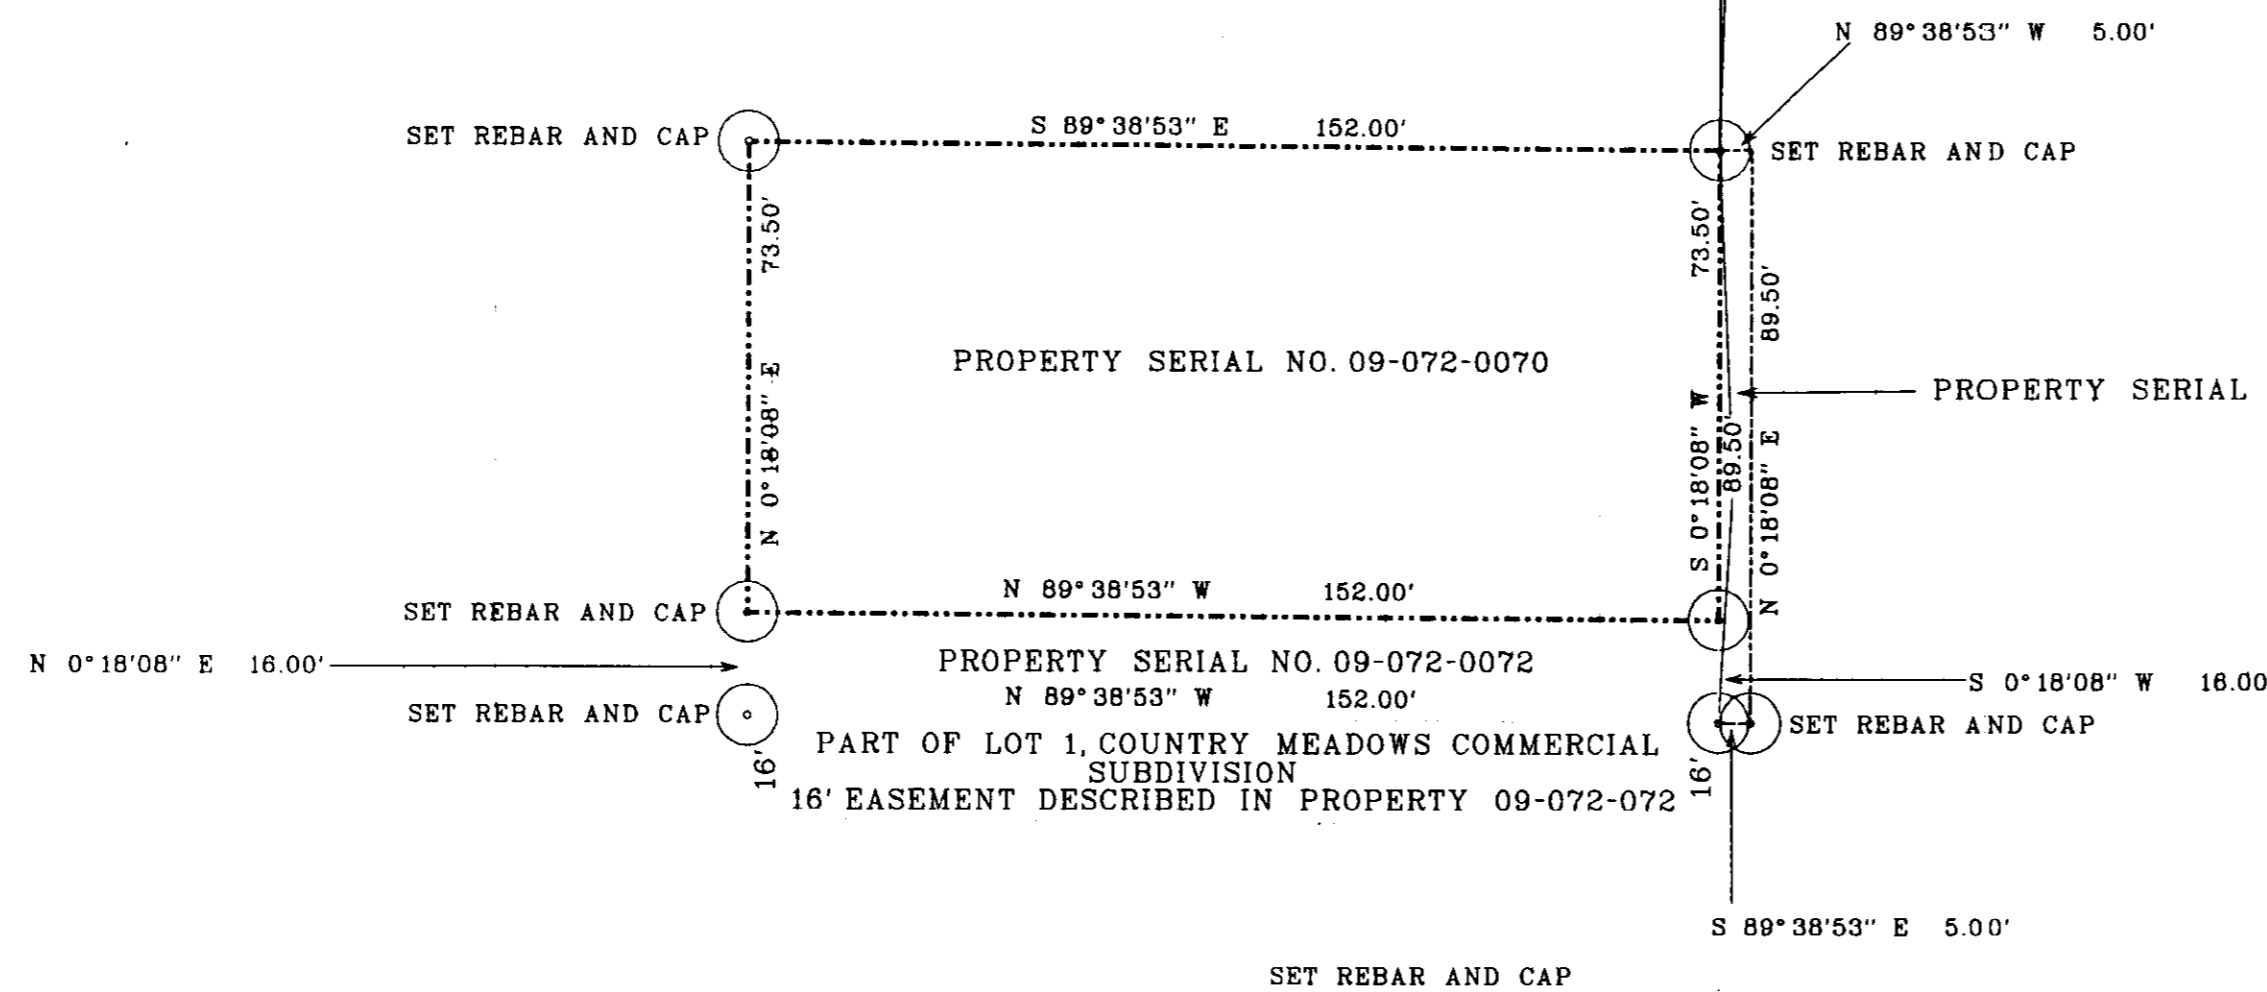 N 89°38'53" W 5.00'
S 89°38'53" E 152.00'
SET REBAR AND CAP
SET REBAR AND CAP
73.50'
73.50'
89.50'
PROPERTY SERIAL NO. 09-072-0070
PROPERTY SERIAL
N 0°18'08" E
S 0°18'08" W
89.50'
N 0°18'08" E
N 89°38'53" W 152.00'
SET REBAR AND CAP
N 0°18'08" E 16.00'
PROPERTY SERIAL NO. 09-072-0072
S 0°18'08" W 16.00
N 89°38'53" W 152.00'
SET REBAR AND CAP
SET REBAR AND CAP
PART OF LOT 1, COUNTRY MEADOWS COMMERCIAL
SUBDIVISION
16'
16'
16' EASEMENT DESCRIBED IN PROPERTY 09-072-072
S 89°38'53" E 5.00'
SET REBAR AND CAP